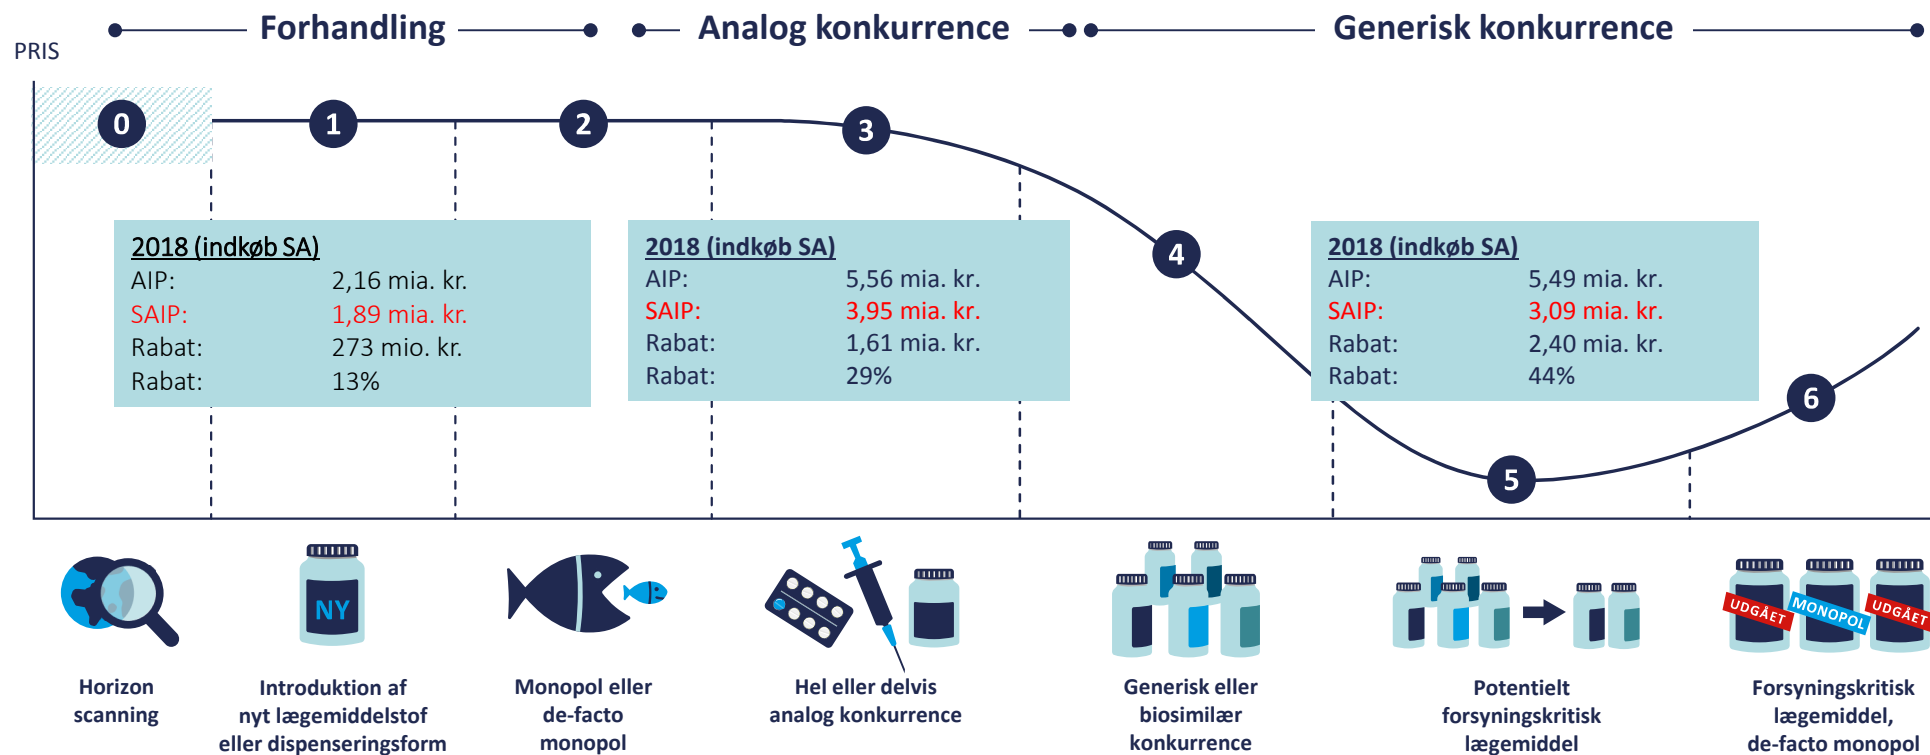 Forhandling
Analog konkurrence
Generisk konkurrence
PRIS
0
1
2
3
4
5
6
2018 (indkøb SA)
AIP: 2,16 mia. kr.
SAIP: 1,89 mia. kr.
Rabat: 273 mio. kr.
Rabat: 13%
2018 (indkøb SA)
AIP: 5,56 mia. kr.
SAIP: 3,95 mia. kr.
Rabat: 1,61 mia. kr.
Rabat: 29%
2018 (indkøb SA)
AIP: 5,49 mia. kr.
SAIP: 3,09 mia. kr.
Rabat: 2,40 mia. kr.
Rabat: 44%
NY
UDGÅET
MONOPOL
UDGÅET
Horizon
scanning
Introduktion af
nyt lægemiddelstof
eller dispenseringsform
Monopol eller
de-facto
monopol
Hel eller delvis
analog konkurrence
Generisk eller
biosimilær
konkurrence
Potentielt
forsyningskritisk
lægemiddel
Forsyningskritisk
lægemiddel,
de-facto monopol